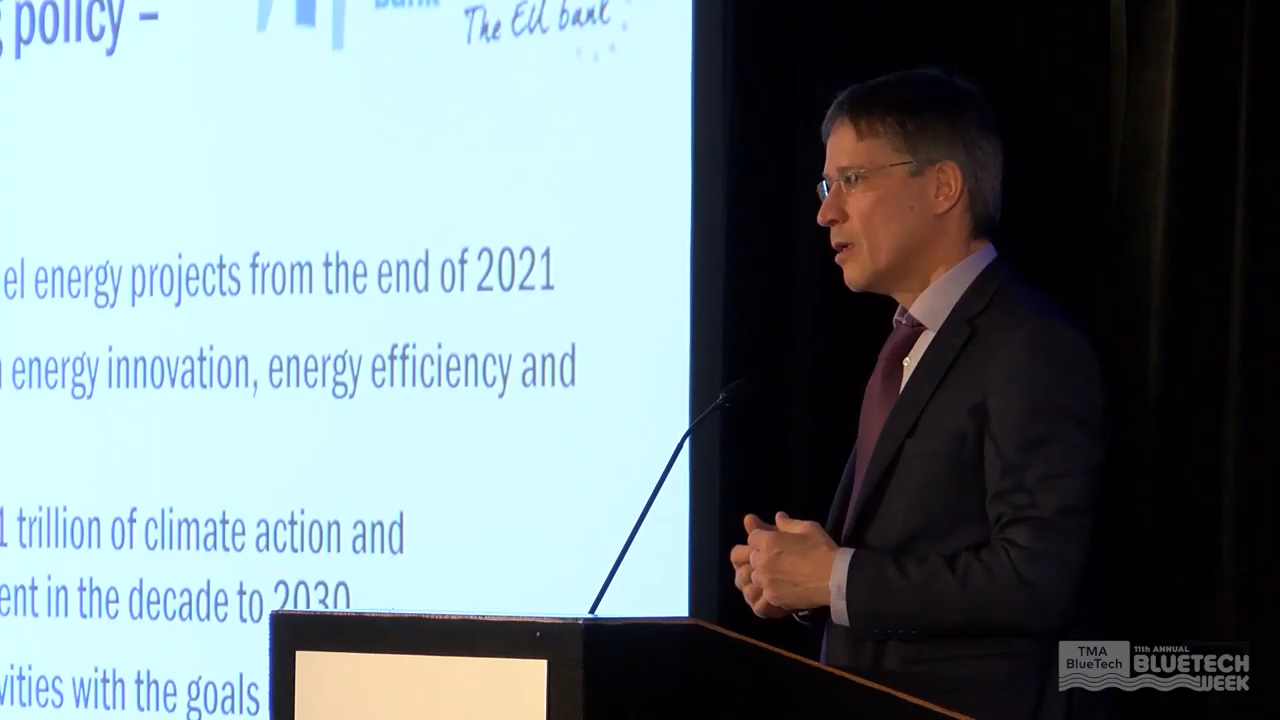 policy –
Bank
The EU bank
el energy projects from the end of 2021
energy innovation, energy efficiency and
1 trillion of climate action and
ent in the decade to 2030
vities with the goals
TMA
BlueTech
11th ANNUAL
BLUETECH
WEEK